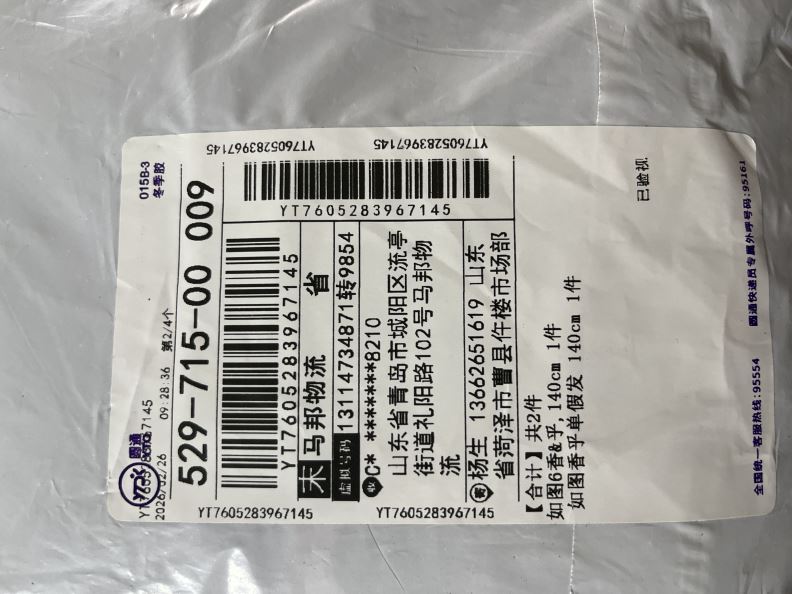 015B-3
冬季胶
圆通
2026/02/26 09:28:36 第2/4个
529-715-00 009
YT7605283967145
YT7605283967145
YT7605283967145
YT7605283967145
YT7605283967145
末 马邦物流 省
虚拟号码 13114734871转9854
收 C* *******8210
山东省青岛市城阳区流亭
街道礼阳路102号马邦物
流
寄 杨生 13662651619 山东
省菏泽市曹县仵楼市场部
【合计】共2件
如图6香&乎,140cm 1件
如图香乎单假发 140cm 1件
YT7605283967145
YT7605283967145
已验视
全国统一客服热线:95554 圆通快递员专属外呼号码:95161